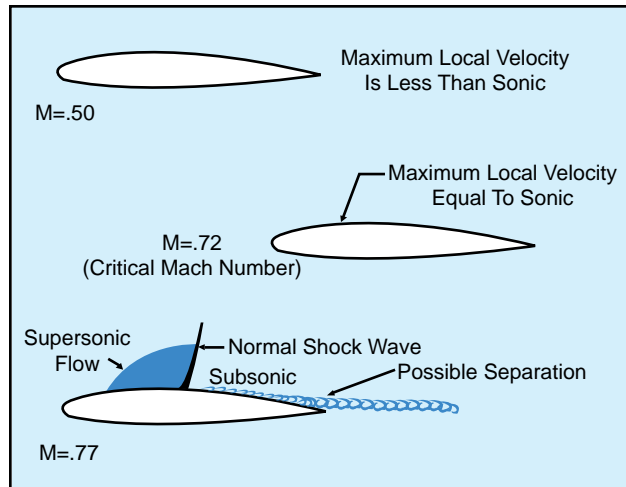 Maximum Local Velocity
Is Less Than Sonic
M=.50
Maximum Local Velocity
Equal To Sonic
M=.72
(Critical Mach Number)
Supersonic
Flow
Normal Shock Wave
Subsonic
Possible Separation
M=.77